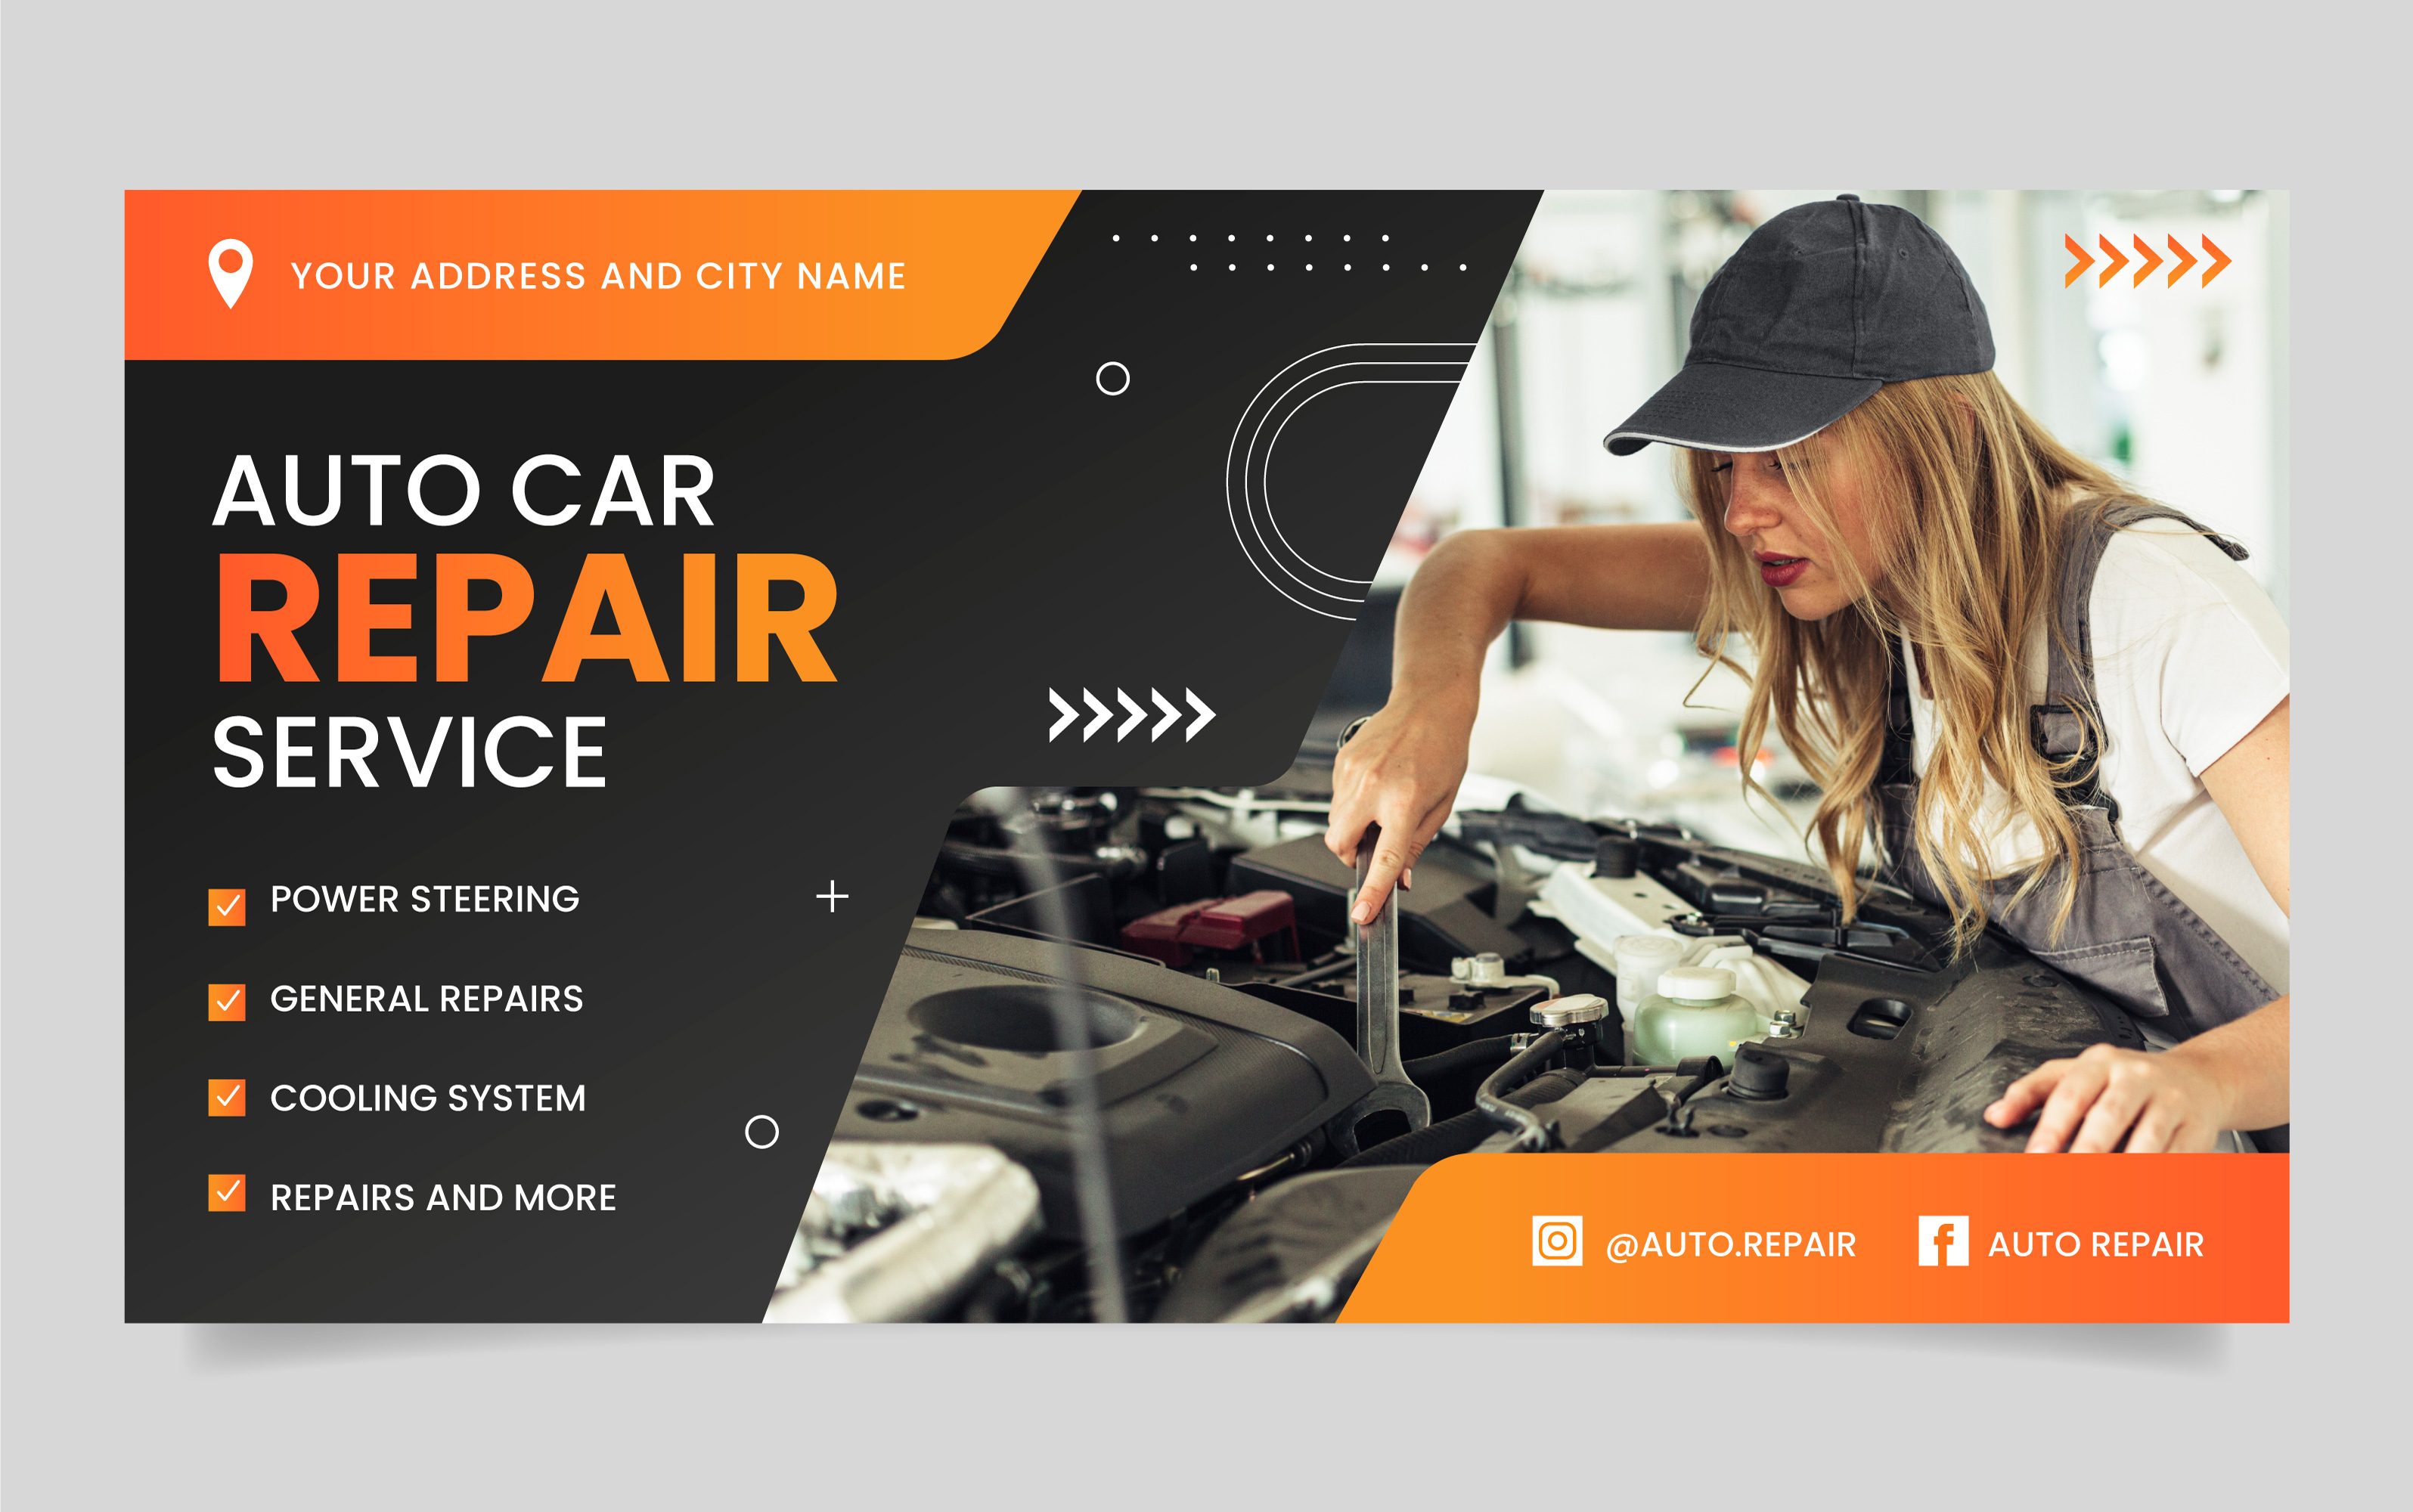 YOUR ADDRESS AND CITY NAME
AUTO CAR
REPAIR
SERVICE
POWER STEERING
GENERAL REPAIRS
COOLING SYSTEM
REPAIRS AND MORE
@AUTO.REPAIR
AUTO REPAIR